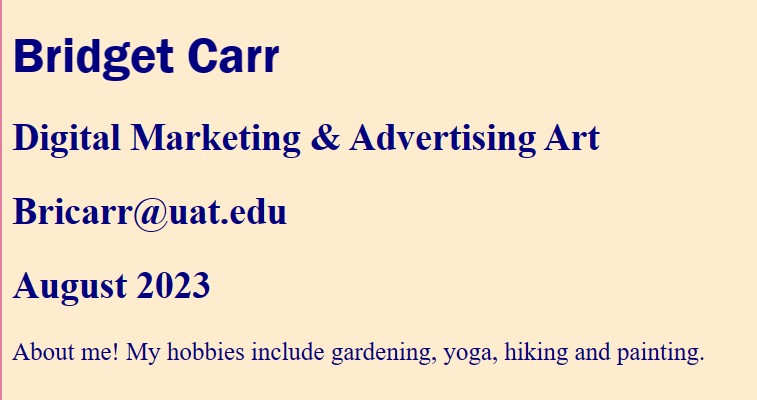 Bridget Carr
Digital Marketing & Advertising Art
Bricarr@uat.edu
August 2023
About me! My hobbies include gardening, yoga, hiking and painting.